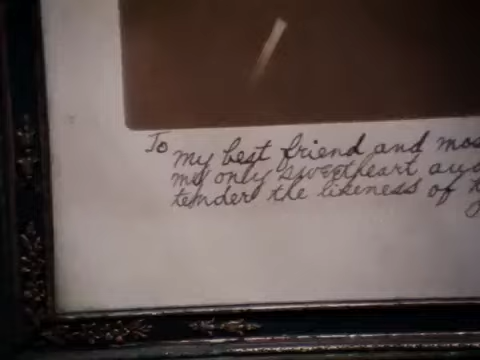 To my best friend and
my only sweetheart
tender the likeness of